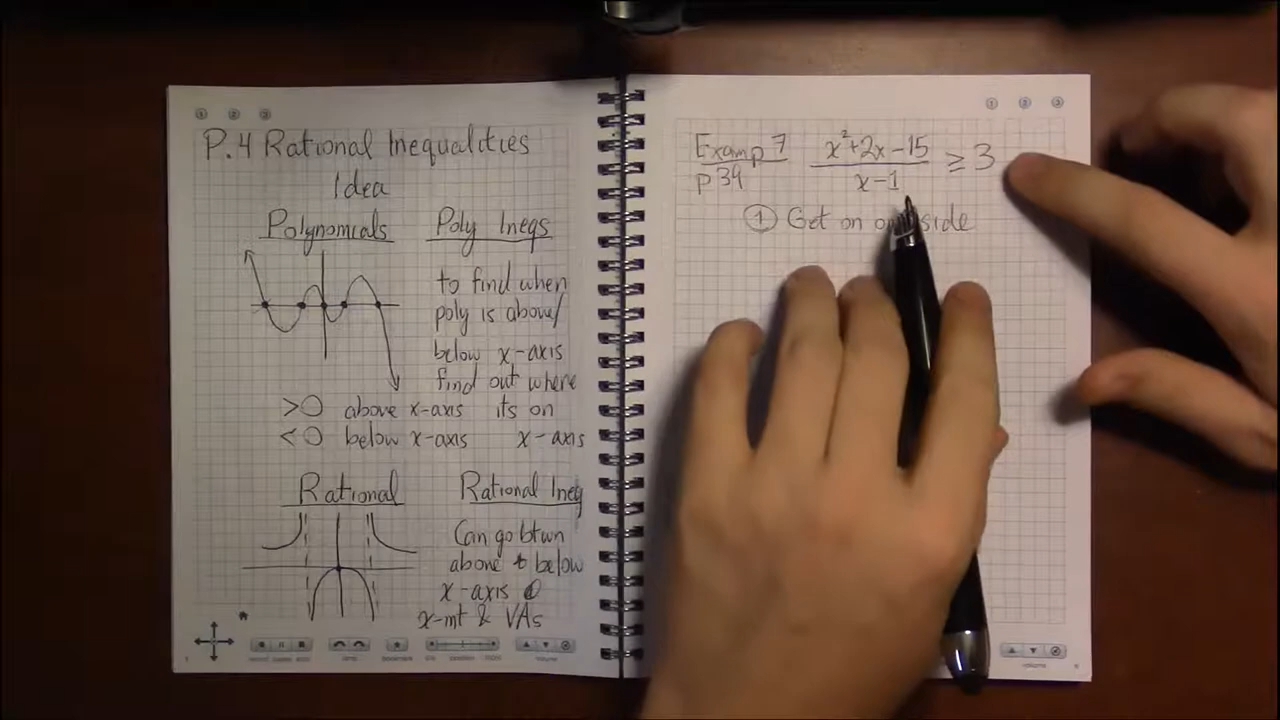 P.4 Rational Inequalities
Idea
Polynomials
>0 above x-axis
<0 below x-axis
Poly Ineqs
to find when
poly is above/
below x-axis
find out where
its on
x-axis
Rational
Rational Ineq
Can go btwn
above & below
x-axis @
x-int & VAs
Examp 7
p 39
x²+2x-15
x-1
≥ 3
① Get on one side